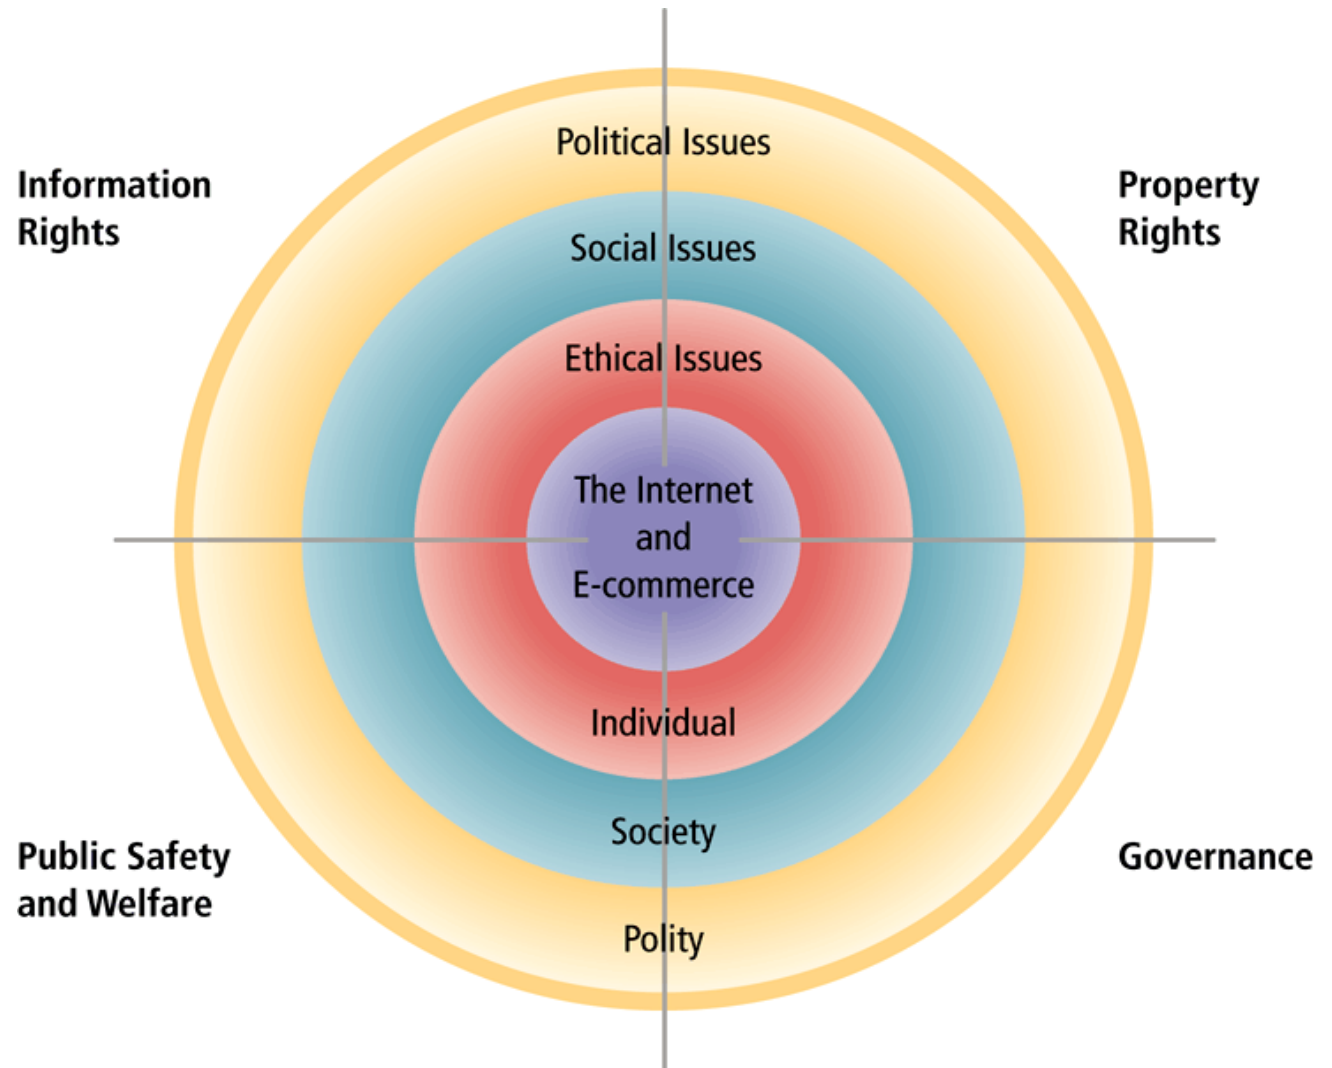 Political Issues
Information
Rights
Property
Rights
Social Issues
Ethical Issues
The Internet
and
E-commerce
Individual
Society
Public Safety
and Welfare
Governance
Polity